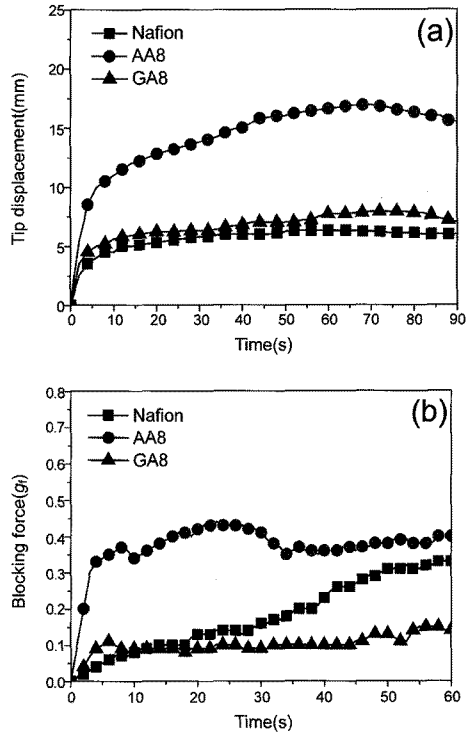 (a)
Nafion
AA8
GA8
Tip displacement(mm)
25
20
15
10
5
0
0 10 20 30 40 50 60 70 80 90
Time(s)
(b)
Nafion
AA8
GA8
Blocking force(gf)
0.8
0.7
0.6
0.5
0.4
0.3
0.2
0.1
0.0
0 10 20 30 40 50 60
Time(s)